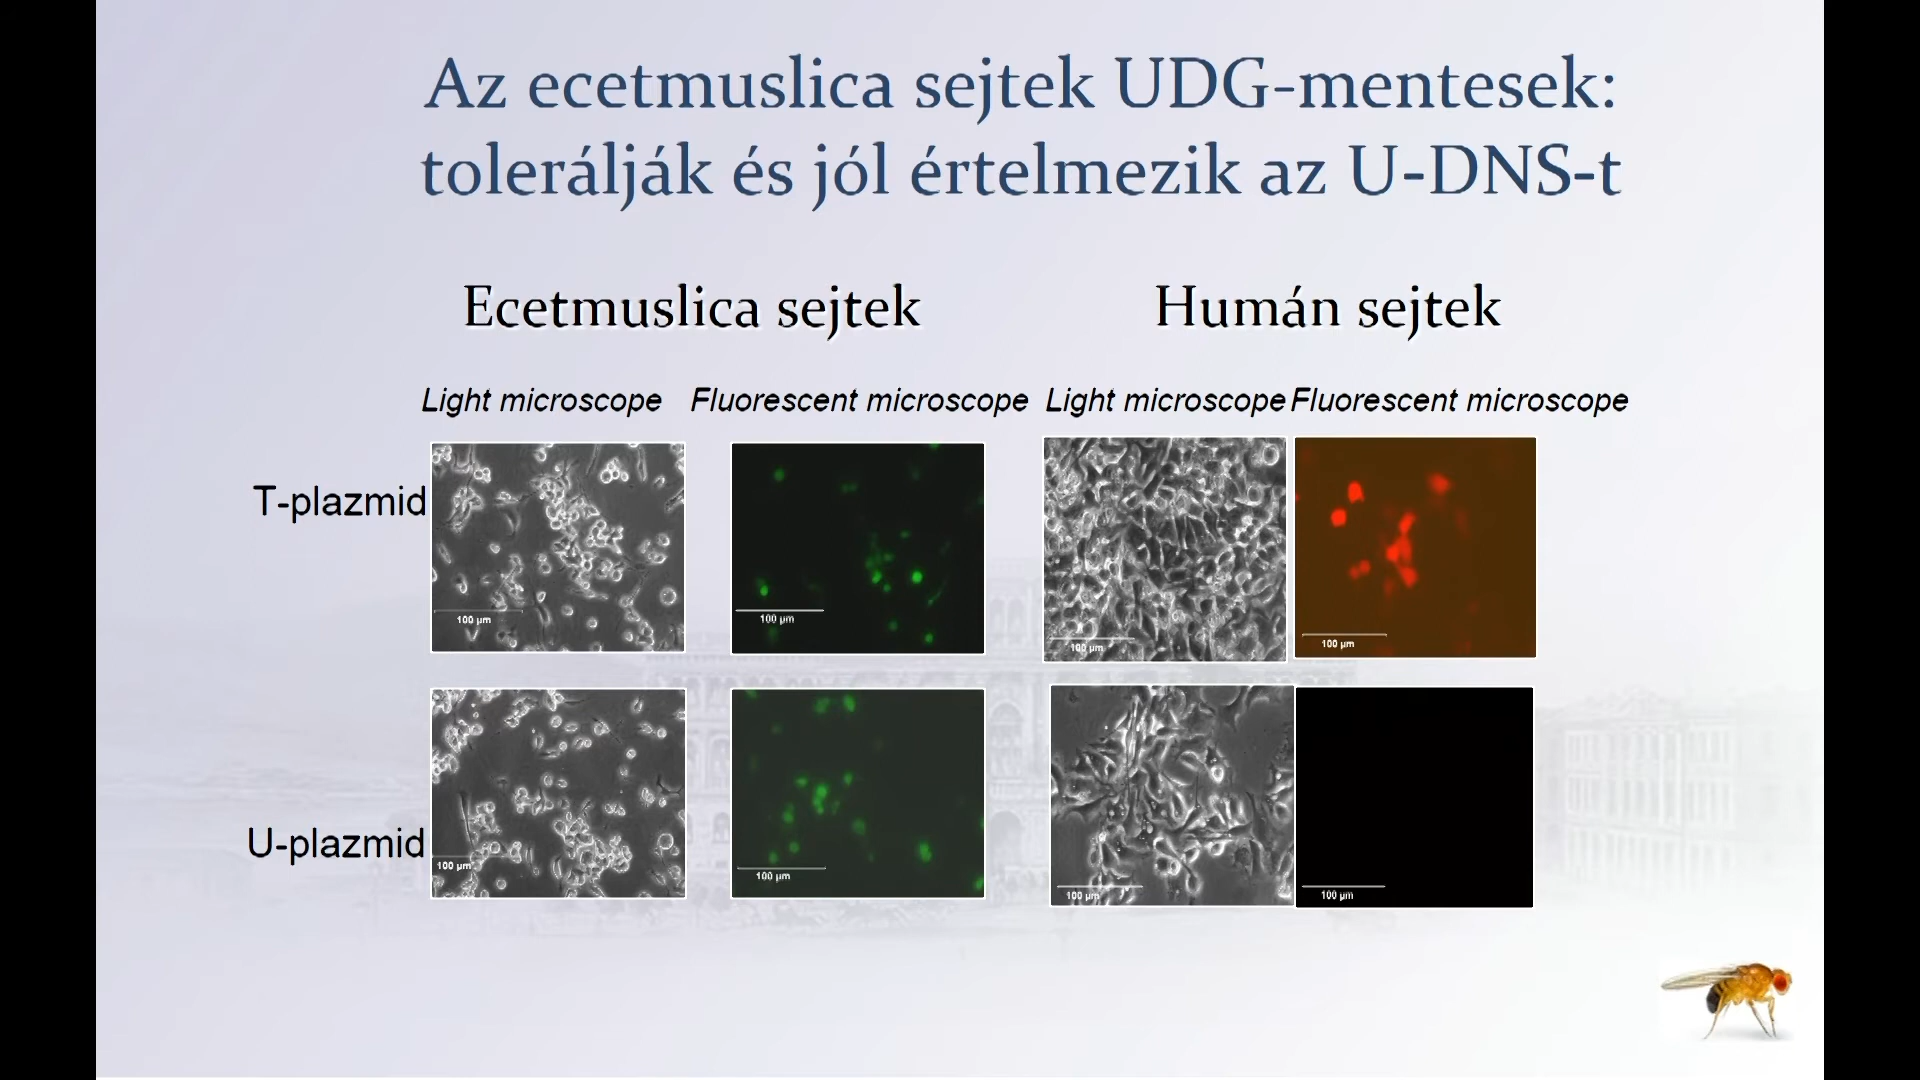 Az ecetmuslica sejtek UDG-mentesek:
tolerálják és jól értelmezik az U-DNS-t
Ecetmuslica sejtek
Humán sejtek
Light microscope
Fluorescent microscope
Light microscope
Fluorescent microscope
T-plazmid
100 µm
100 µm
100 µm
100 µm
U-plazmid
100 µm
100 µm
100 µm
100 µm